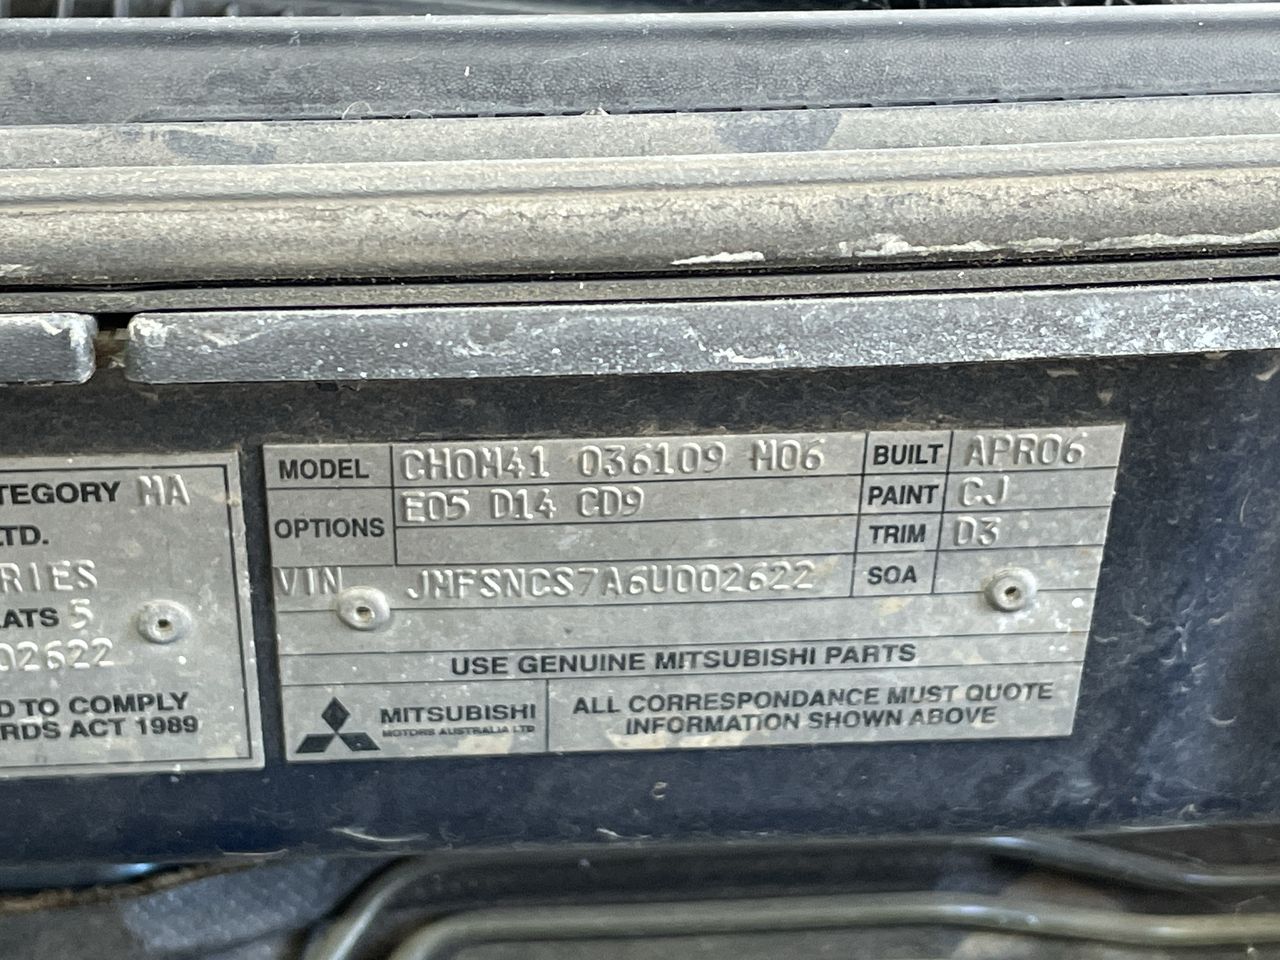 TEGORY MA
LTD.
RIES
EATS 5
02622
D TO COMPLY
RDS ACT 1989
MODEL CH0M41 036109 M06
OPTIONS E05 D14 CD9
VIN JMFSNCS7A6U002622
BUILT APR06
PAINT CJ
TRIM D3
SOA
USE GENUINE MITSUBISHI PARTS
MITSUBISHI
MOTORS AUSTRALIA LTD
ALL CORRESPONDANCE MUST QUOTE
INFORMATION SHOWN ABOVE